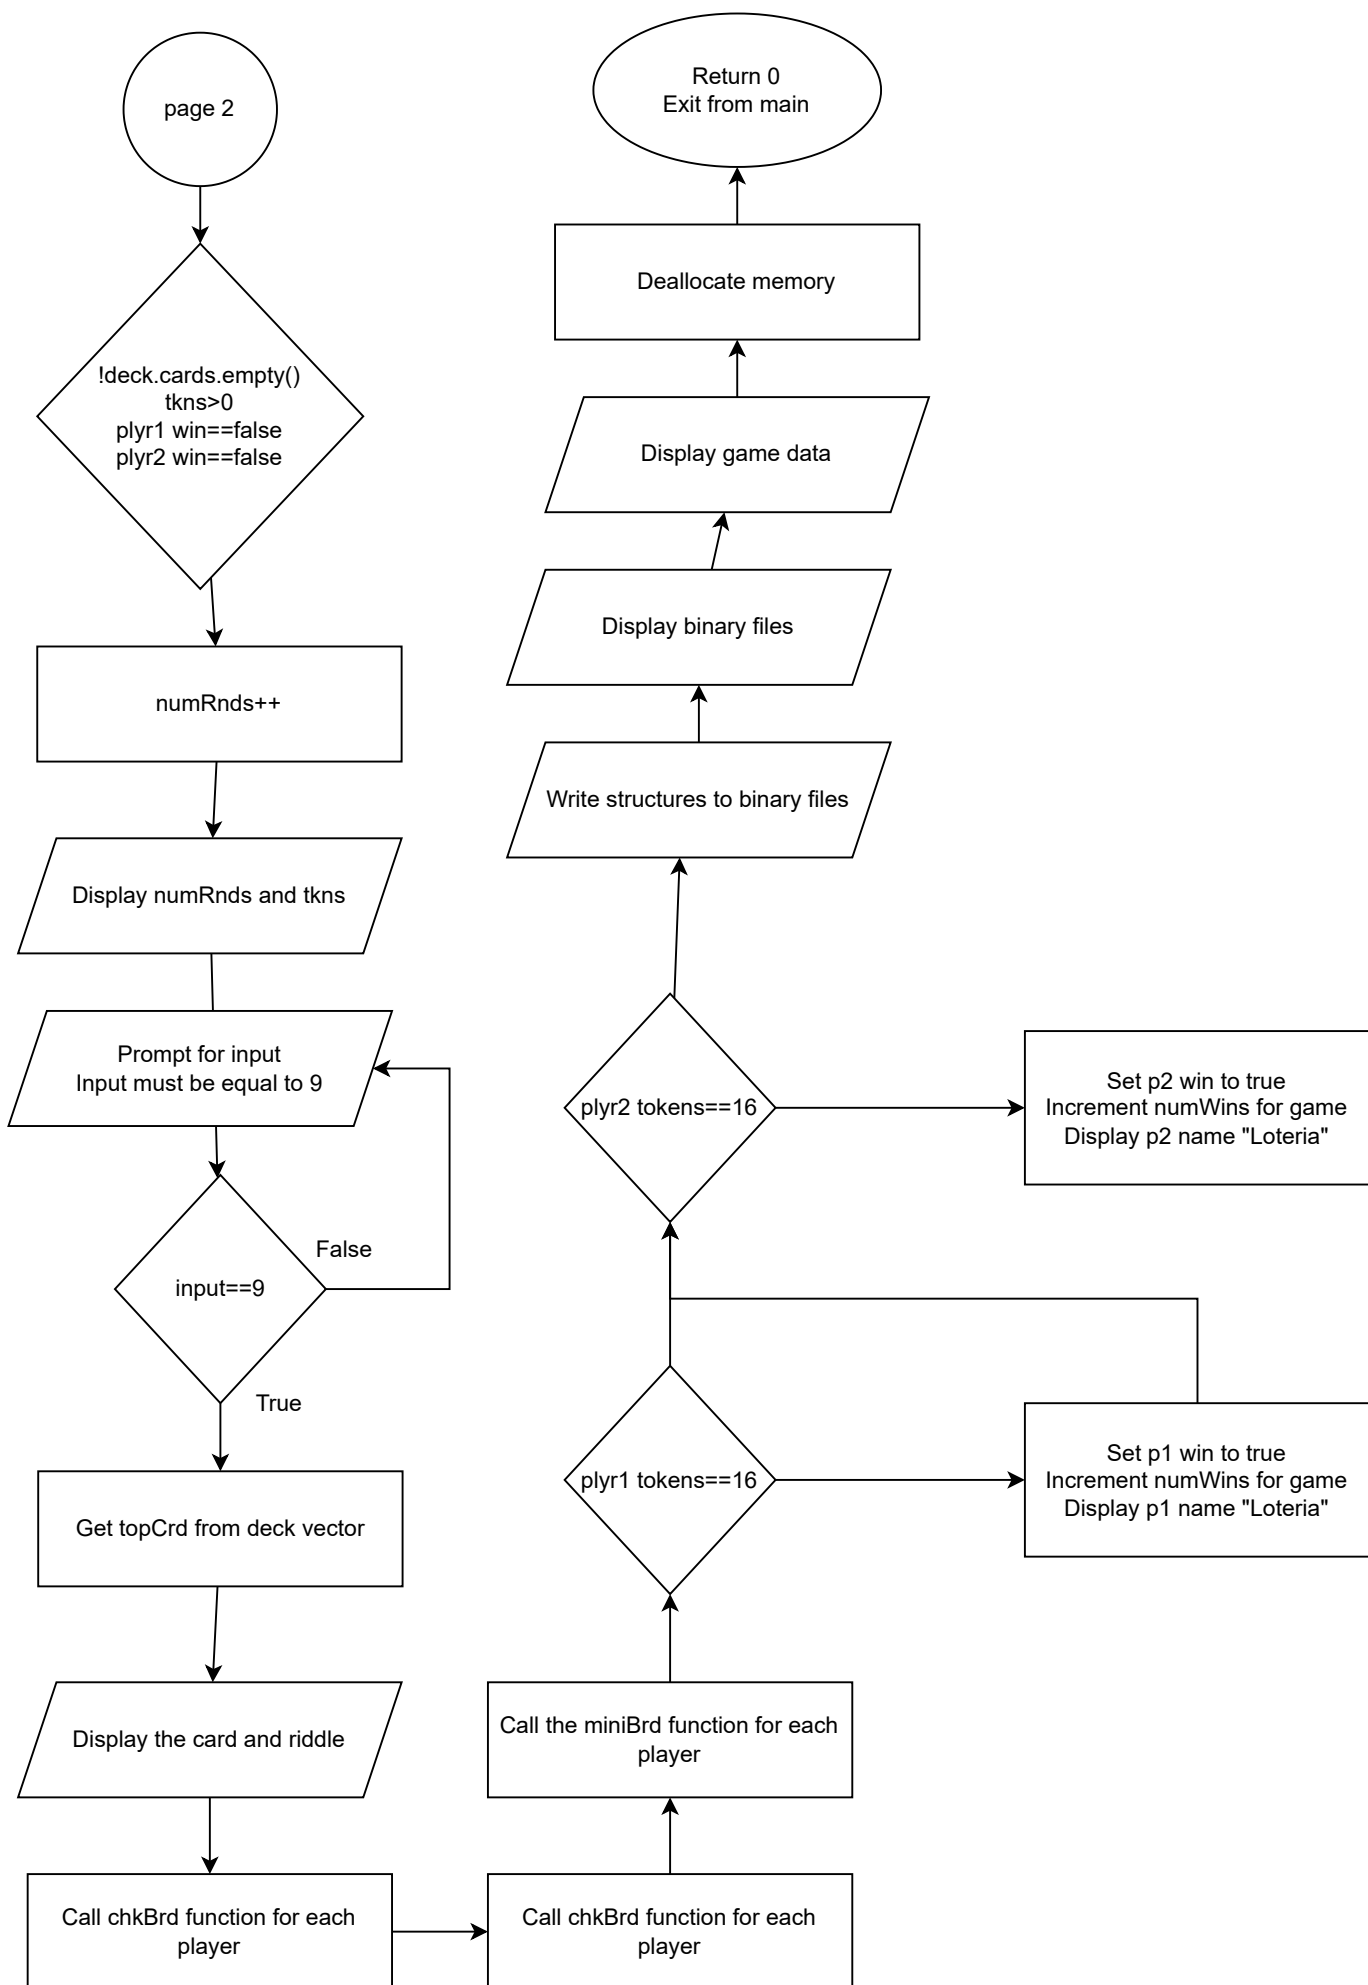 page 2
!deck.cards.empty()
tkns>0
plyr1 win==false
plyr2 win==false
numRnds++
Display numRnds and tkns
Prompt for input
Input must be equal to 9
input==9
False
True
Get topCrd from deck vector
Display the card and riddle
Call chkBrd function for each
player
Call chkBrd function for each
player
Call the miniBrd function for each
player
plyr1 tokens==16
Set p1 win to true
Increment numWins for game
Display p1 name "Loteria"
plyr2 tokens==16
Set p2 win to true
Increment numWins for game
Display p2 name "Loteria"
Write structures to binary files
Display binary files
Display game data
Deallocate memory
Return 0
Exit from main